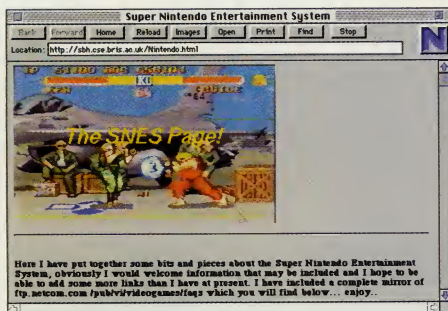 Super Nintendo Entertainment System
Back Forward Home Reload Images Open Print Find Stop
Location: http://sbh.cse.bris.ac.uk/Nintendo.html
N
1P
KO
KEN
GUILE
The SNES Page!
Here I have put together some bits and pieces about the Super Nintendo Entertainment
System, obviously I would welcome information that may be included and I hope to be
able to add some more links than I have at present. I have included a complete mirror of
ftp.netcom.com /pub/vi/videogames/faqs which you will find below... enjoy..